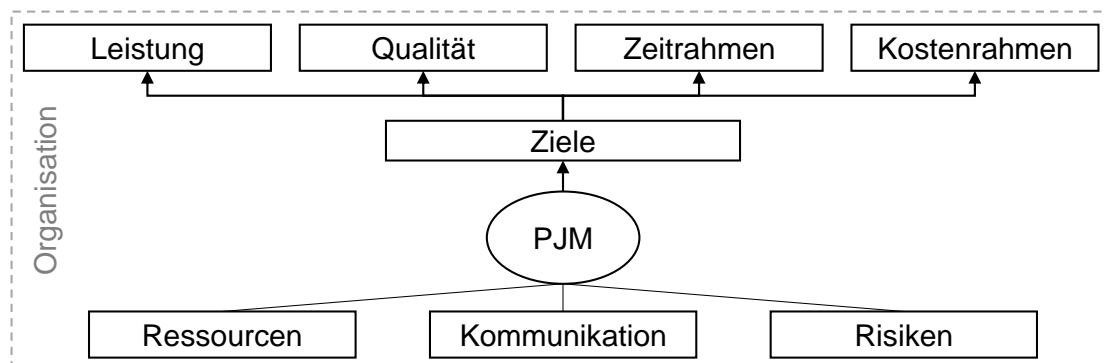 Leistung
Qualität
Zeitrahmen
Kostenrahmen
Organisation
Ziele
PJM
Ressourcen
Kommunikation
Risiken